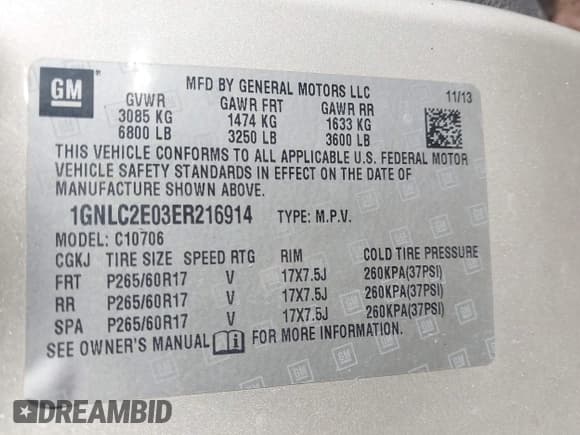 GM
MFD BY GENERAL MOTORS LLC
11/13
GVWR GAWR FRT GAWR RR
3085 KG 1474 KG 1633 KG
6800 LB 3250 LB 3600 LB
THIS VEHICLE CONFORMS TO ALL APPLICABLE U.S. FEDERAL MOTOR
VEHICLE SAFETY STANDARDS IN EFFECT ON THE DATE OF
MANUFACTURE SHOWN ABOVE.
1GNLC2E03ER216914 TYPE: M.P.V.
MODEL: C10706
CGKJ TIRE SIZE SPEED RTG RIM COLD TIRE PRESSURE
FRT P265/60R17 V 17X7.5J 260KPA(37PSI)
RR P265/60R17 V 17X7.5J 260KPA(37PSI)
SPA P265/60R17 V 17X7.5J 260KPA(37PSI)
SEE OWNER'S MANUAL FOR MORE INFORMATION.
DREAMBID